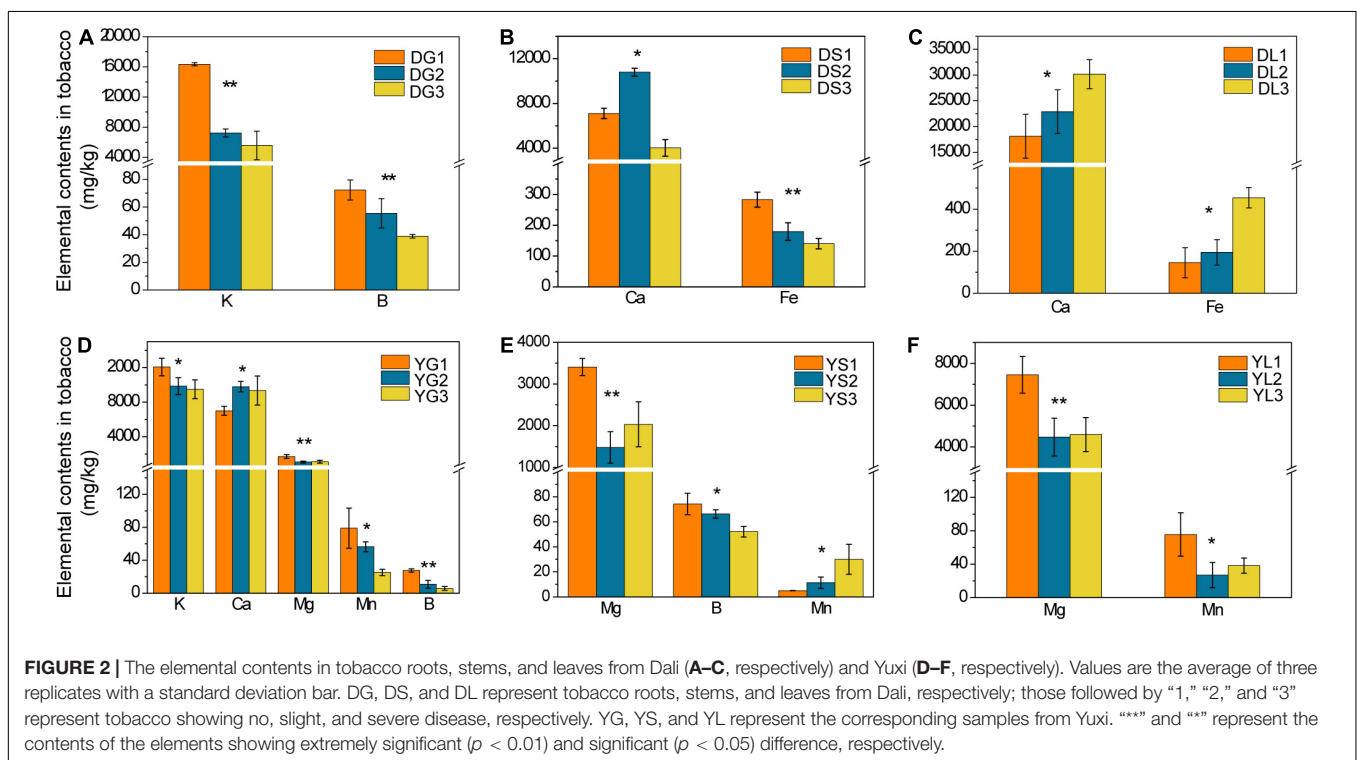 A
Elemental contents in tobacco
(mg/kg)
20000
16000
12000
8000
4000
80
60
40
20
0
**
**
DG1
DG2
DG3
K
B
B
12000
8000
4000
300
200
100
0
*
**
DS1
DS2
DS3
Ca
Fe
C
35000
30000
25000
20000
15000
400
200
0
*
*
DL1
DL2
DL3
Ca
Fe
D
Elemental contents in tobacco
(mg/kg)
2000
8000
4000
120
80
40
0
*
*
**
*
**
YG1
YG2
YG3
K
Ca
Mg
Mn
B
E
4000
3000
2000
1000
80
60
40
20
10
0
**
*
*
YS1
YS2
YS3
Mg
B
Mn
F
8000
6000
4000
80
40
0
**
*
YL1
YL2
YL3
Mg
Mn
FIGURE 2 | The elemental contents in tobacco roots, stems, and leaves from Dali (A–C, respectively) and Yuxi (D–F, respectively). Values are the average of three
replicates with a standard deviation bar. DG, DS, and DL represent tobacco roots, stems, and leaves from Dali, respectively; those followed by “1,” “2,” and “3”
represent tobacco showing no, slight, and severe disease, respectively. YG, YS, and YL represent the corresponding samples from Yuxi. “**” and “*” represent the
contents of the elements showing extremely significant (p < 0.01) and significant (p < 0.05) difference, respectively.